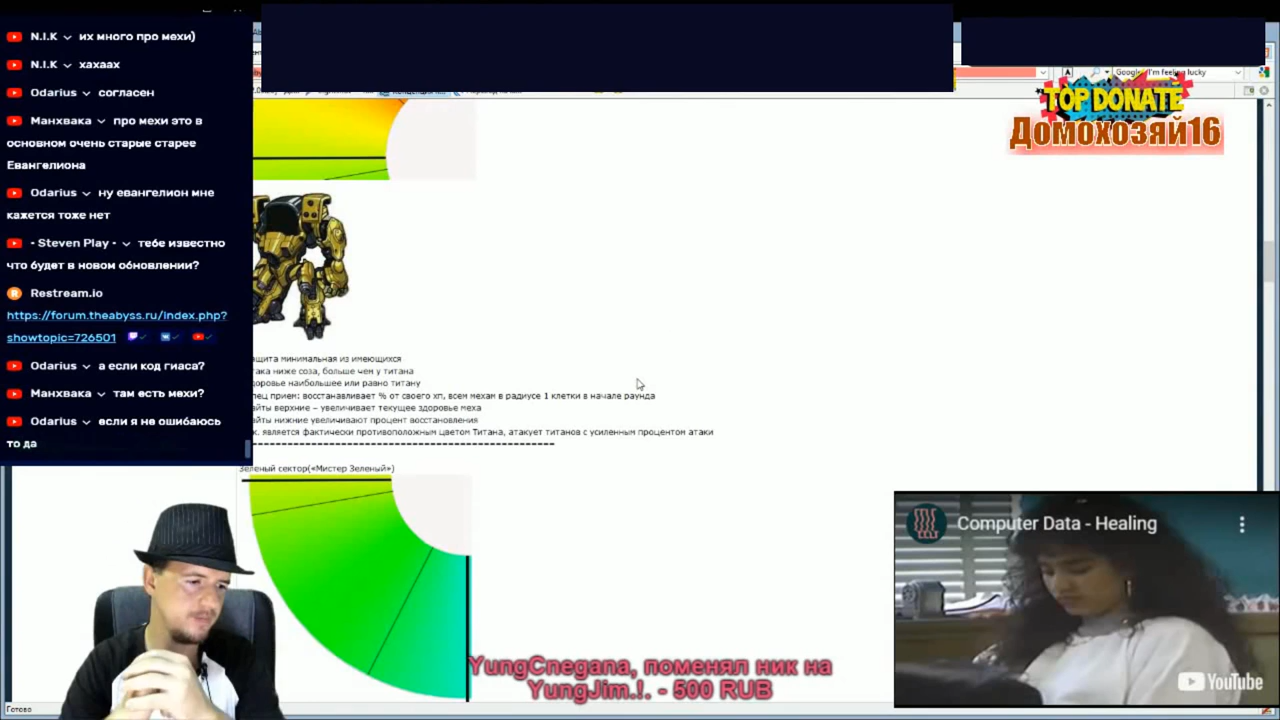 N.I.K их много про мехи)
N.I.K хахаах
Odarius согласен
Манхвака про мехи это в
основном очень старые старее
Евангелиона
Odarius ну евангелион мне
кажется тоже нет
- Steven Play - тебе известно
что будет в новом обновлении?
Restream.io
https://forum.theabyss.ru/index.php?
showtopic=726501
Odarius а если код гиаса?
Манхвака там есть мехи?
Odarius если я не ошибаюсь
то да
Google: I'm feeling lucky
TOP DONATE
Домохозяй16
ащита минимальная из имеющихся
така ниже соза, больше чем у титана
доровье наибольшее или равно титану
пец прием: восстанавливает % от своего хп, всем мехам в радиусе 1 клетки в начале раунда
айты верхние – увеличивает текущее здоровье меха
айты нижние увеличивают процент восстановления
к. является фактически противоположным цветом Титана, атакует титанов с усиленным процентом атаки
Зеленый сектор(«Мистер Зеленый»)
Computer Data - Healing
YouTube
YungCnegana, поменял ник на
YungJim.!. - 500 RUB
Готово